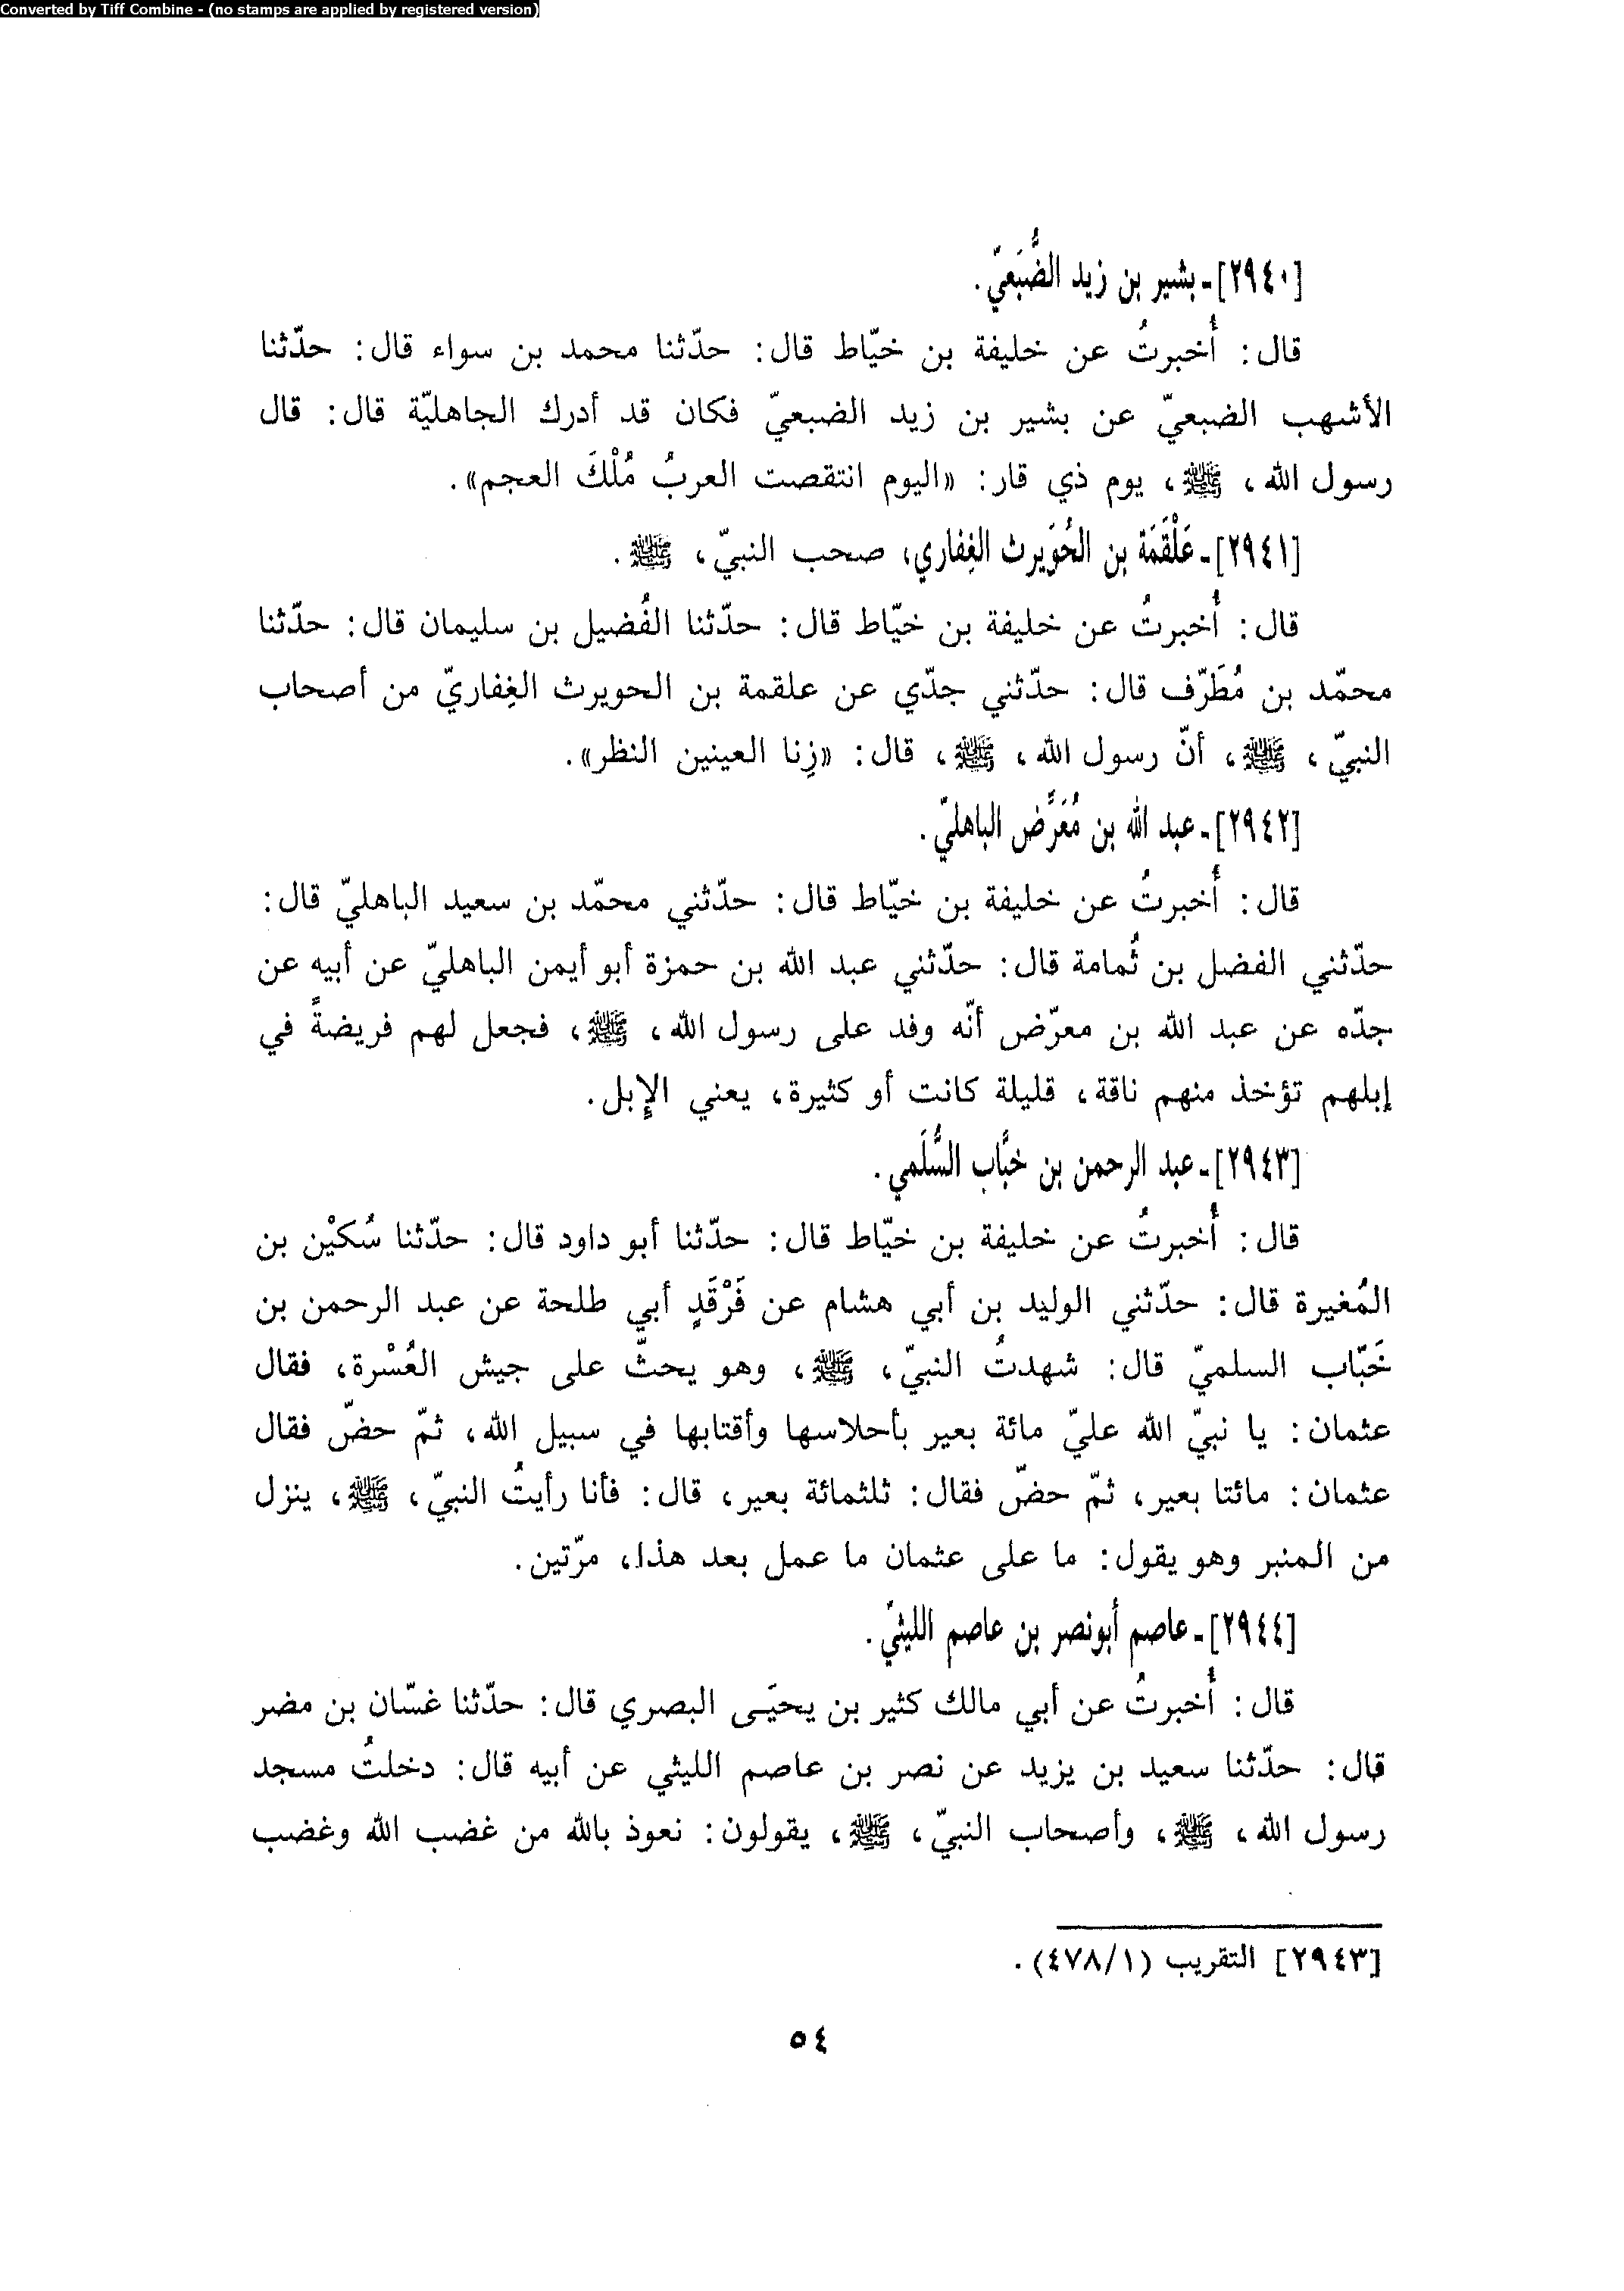 Converted by Tiff Combine - (no stamps are applied by registered version)
[٢٩٤٠]ـ بشير بن زيد الضُّبَعيّ.
قال: أُخبرتُ عن خليفة بن خيّاط قال: حدّثنا محمد بن سواء قال: حدّثنا
الأشهب الضبعيّ عن بشير بن زيد الضبعيّ فكان قد أدرك الجاهليّة قال: قال
رسول الله، ﷺ، يوم ذي قار: «اليوم انتقصت العربُ مُلْكَ العجم».
[٢٩٤١]ـ عَلْقَمَة بن الحُوَيرث الغِفاري، صحب النبيّ، ﷺ.
قال: أُخبرتُ عن خليفة بن خيّاط قال: حدّثنا الفُضيل بن سليمان قال: حدّثنا
محمّد بن مُطَرّف قال: حدّثني جدّي عن علقمة بن الحويرث الغِفاريّ من أصحاب
النبيّ، ﷺ، أنّ رسول الله، ﷺ، قال: «زِنا العينين النظر».
[٢٩٤٢]ـ عبد الله بن مُعَرَّض الباهليّ.
قال: أُخبرتُ عن خليفة بن خيّاط قال: حدّثني محمّد بن سعيد الباهليّ قال:
حدّثني الفضل بن ثُمامة قال: حدّثني عبد الله بن حمزة أبو أيمن الباهليّ عن أبيه عن
جدّه عن عبد الله بن معرّض أنّه وفد على رسول الله، ﷺ، فجعل لهم فريضةً في
إبلهم تؤخذ منهم ناقة، قليلة كانت أو كثيرة، يعني الإبل.
[٢٩٤٣]ـ عبد الرحمن بن خبَّاب السُّلَمي.
قال: أُخبرتُ عن خليفة بن خيّاط قال: حدّثنا أبو داود قال: حدّثنا سُكيْن بن
المُغيرة قال: حدّثني الوليد بن أبي هشام عن فَرْقَدٍ أبي طلحة عن عبد الرحمن بن
خَبّاب السلميّ قال: شهدتُ النبيّ، ﷺ، وهو يحثّ على جيش العُسْرة، فقال
عثمان: يا نبيّ الله عليّ مائة بعير بأحلاسها وأقتابها في سبيل الله، ثمّ حضّ فقال
عثمان: مائتا بعير، ثمّ حضّ فقال: ثلثمائة بعير، قال: فأنا رأيتُ النبيّ، ﷺ، ينزل
من المنبر وهو يقول: ما على عثمان ما عمل بعد هذا، مرّتين.
[٢٩٤٤]ـ عاصم أبونصر بن عاصم الليثيّ.
قال: أُخبرتُ عن أبي مالك كثير بن يحيَى البصري قال: حدّثنا غسّان بن مضر
قال: حدّثنا سعيد بن يزيد عن نصر بن عاصم الليثي عن أبيه قال: دخلتُ مسجد
رسول الله، ﷺ، وأصحاب النبيّ، ﷺ، يقولون: نعوذ بالله من غضب الله وغضب
[٢٩٤٣] التقريب (٤٧٨/١).
٥٤